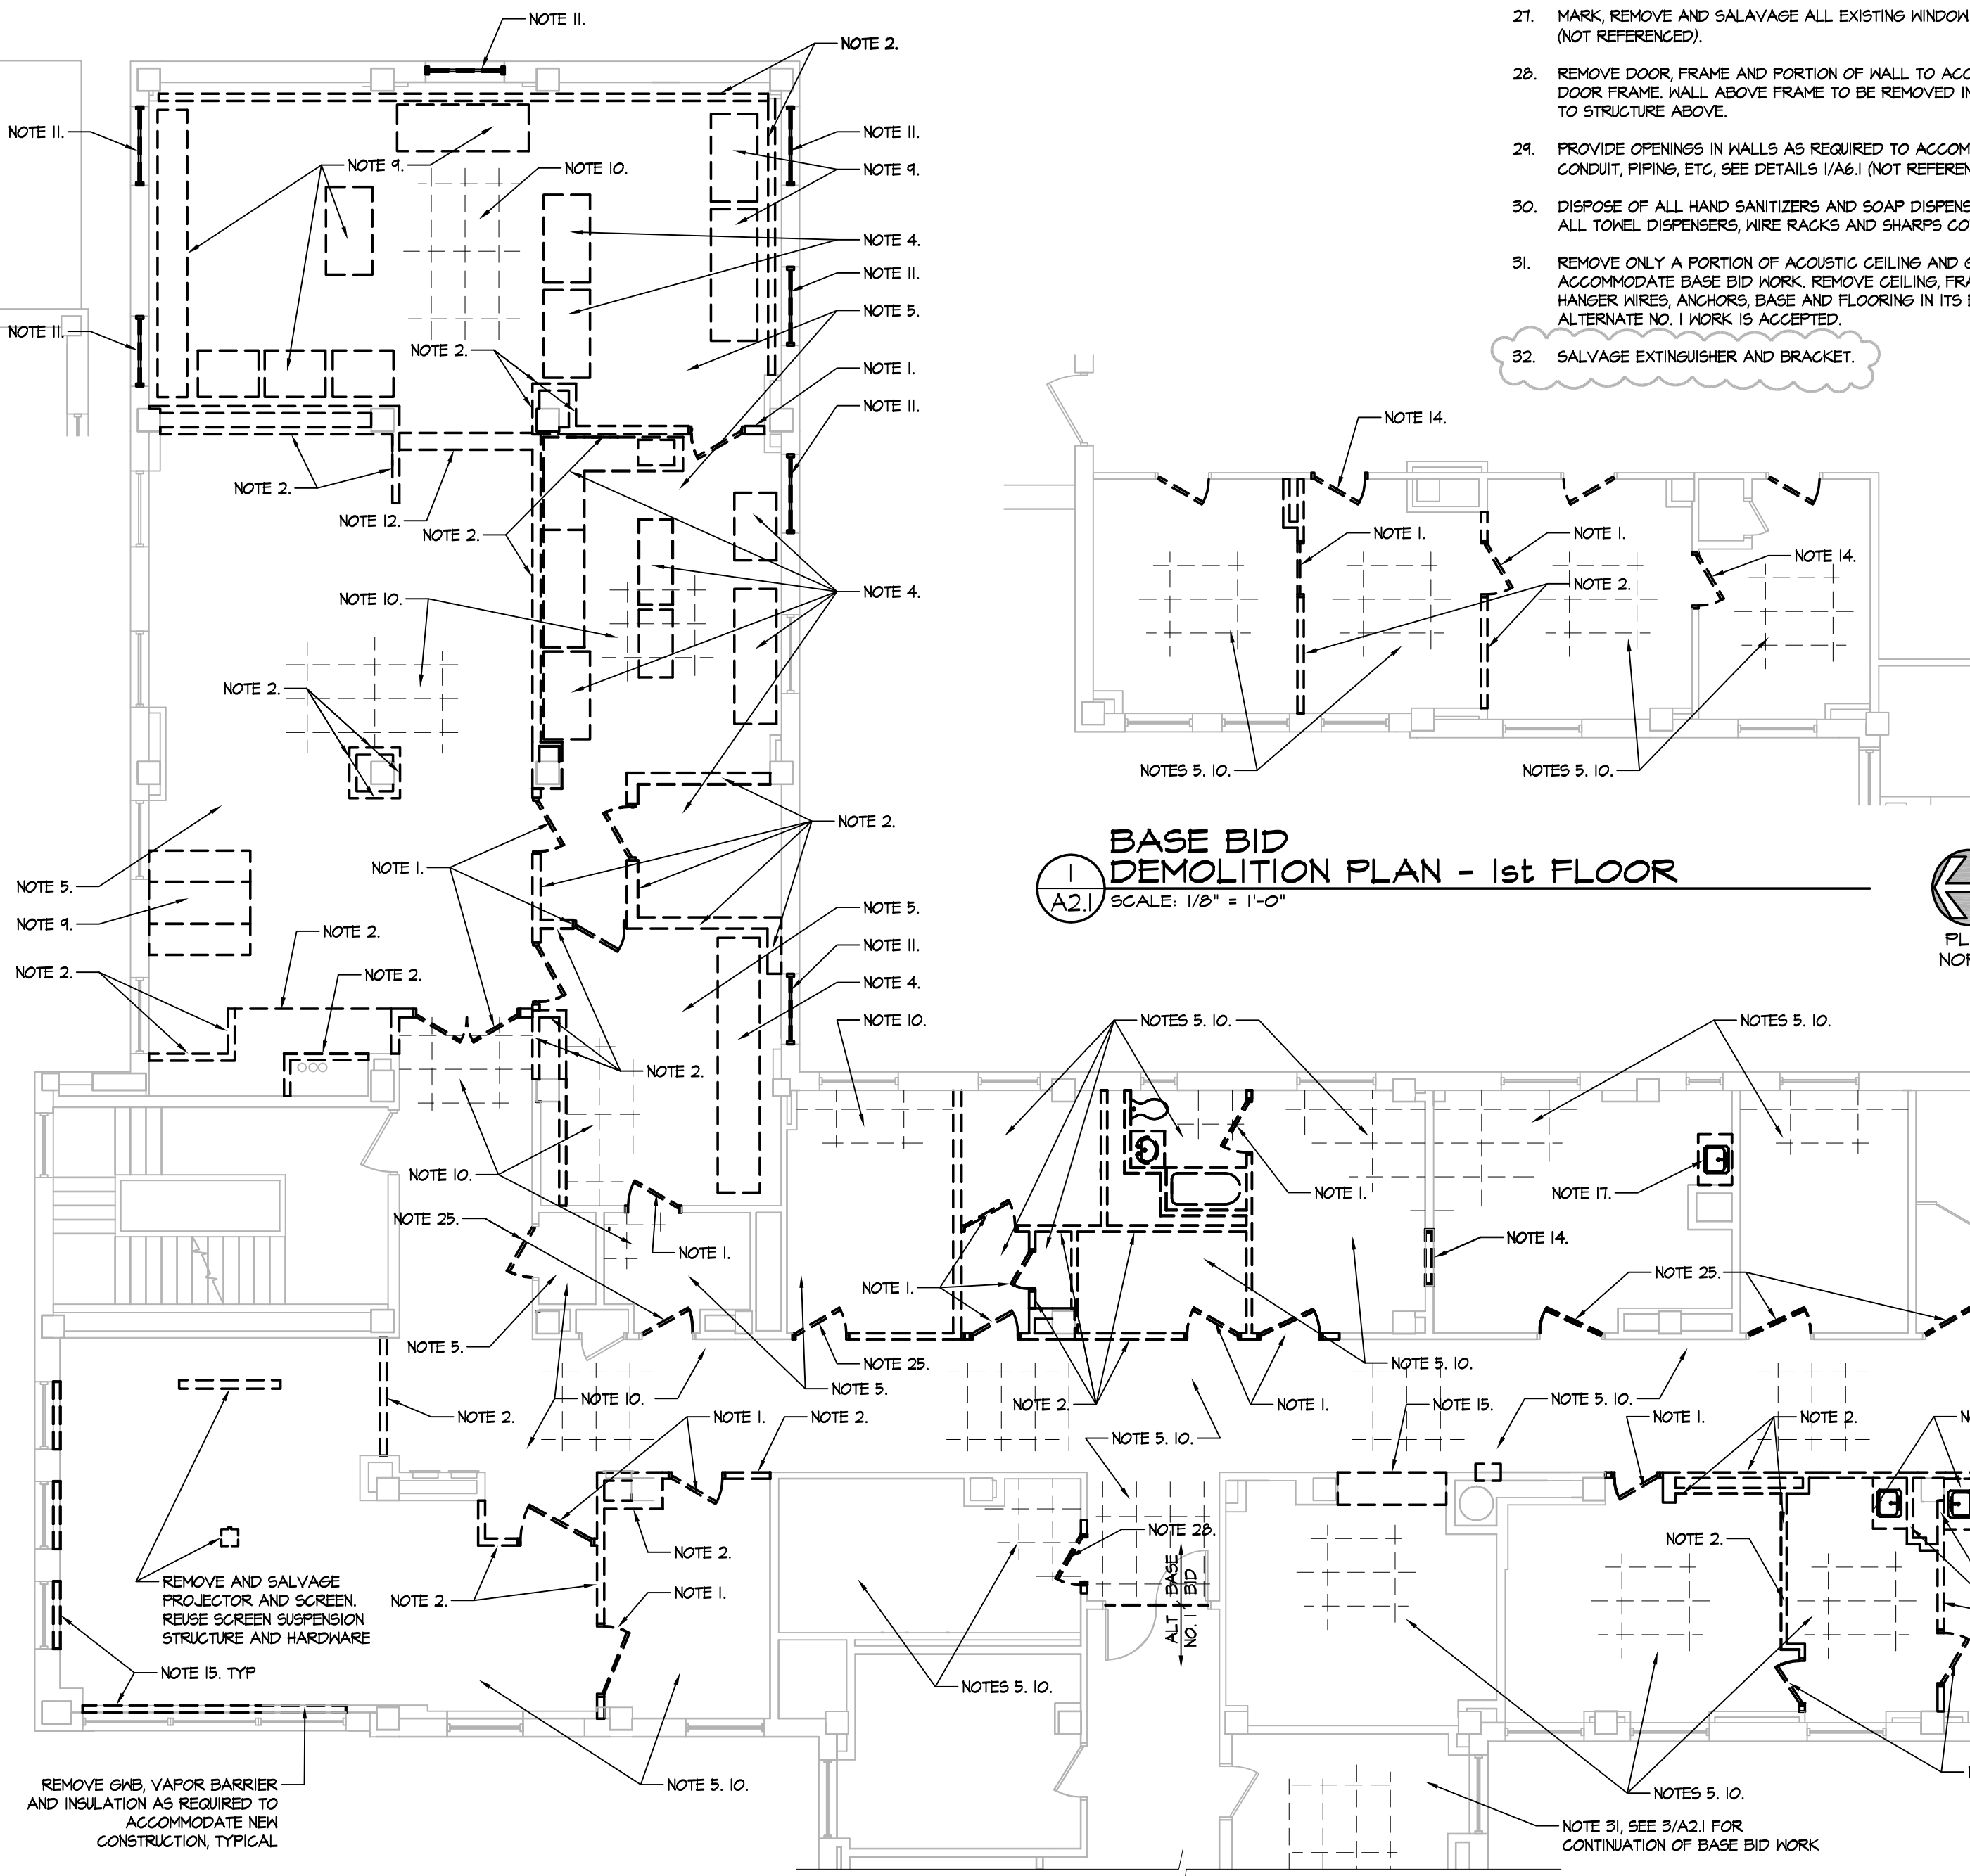 27. MARK, REMOVE AND SALAVAGE ALL EXISTING WINDOW
(NOT REFERENCED).
28. REMOVE DOOR, FRAME AND PORTION OF WALL TO
DOOR FRAME. WALL ABOVE FRAME TO BE REMOVED
TO STRUCTURE ABOVE.
29. PROVIDE OPENINGS IN WALLS AS REQUIRED TO
CONDUIT, PIPING, ETC, SEE DETAILS 1/A6.1 (NOT
30. DISPOSE OF ALL HAND SANITIZERS AND SOAP
ALL TOWEL DISPENSERS, WIRE RACKS AND SHARPS
31. REMOVE ONLY A PORTION OF ACOUSTIC CEILING AND
ACCOMMODATE BASE BID WORK. REMOVE CEILING,
HANGER WIRES, ANCHORS, BASE AND FLOORING IN ITS
ALTERNATE NO. 1 WORK IS ACCEPTED.
32. SALVAGE EXTINGUISHER AND BRACKET.
NOTE 11.
NOTE 2.
NOTE 11.
NOTE 11.
NOTE 9.
NOTE 10.
NOTE 9.
NOTE 4.
NOTE 11.
NOTE 5.
NOTE 11.
NOTE 2.
NOTE 1.
NOTE 11.
NOTE 2.
NOTE 12.
NOTE 2.
NOTE 10.
NOTE 4.
NOTE 2.
NOTE 2.
NOTE 1.
NOTE 5.
NOTE 9.
NOTE 5.
NOTE 2.
NOTE 11.
NOTE 2.
NOTE 2.
NOTE 4.
NOTE 14.
NOTE 1.
NOTE 1.
NOTE 14.
NOTE 2.
NOTES 5. 10.
NOTES 5. 10.
1
A2.1
BASE BID
DEMOLITION PLAN - 1st FLOOR
SCALE: 1/8" = 1'-0"
NOTE 10.
NOTES 5. 10.
NOTES 5. 10.
NOTE 2.
NOTE 10.
NOTE 1.
NOTE 17.
NOTE 25.
NOTE 1.
NOTE 14.
NOTE 1.
NOTE 25.
NOTE 5.
NOTE 25.
NOTE 5. 10.
NOTE 5.
NOTE 10.
NOTE 2.
NOTE 1.
NOTE 5. 10.
NOTE 2.
NOTE 1.
NOTE 2.
NOTE 15.
NOTE 1.
NOTE 2.
NOTE 5. 10.
NOTE 28.
NOTE 2.
NOTE 2.
REMOVE AND SALVAGE
PROJECTOR AND SCREEN.
REUSE SCREEN SUSPENSION
STRUCTURE AND HARDWARE
NOTE 2.
NOTE 1.
ALT BASE
NO. 1 BID
NOTE 15. TYP
NOTES 5. 10.
REMOVE GWB, VAPOR BARRIER
AND INSULATION AS REQUIRED TO
ACCOMMODATE NEW
CONSTRUCTION, TYPICAL
NOTE 5. 10.
NOTES 5. 10.
NOTE 31, SEE 3/A2.1 FOR
CONTINUATION OF BASE BID WORK